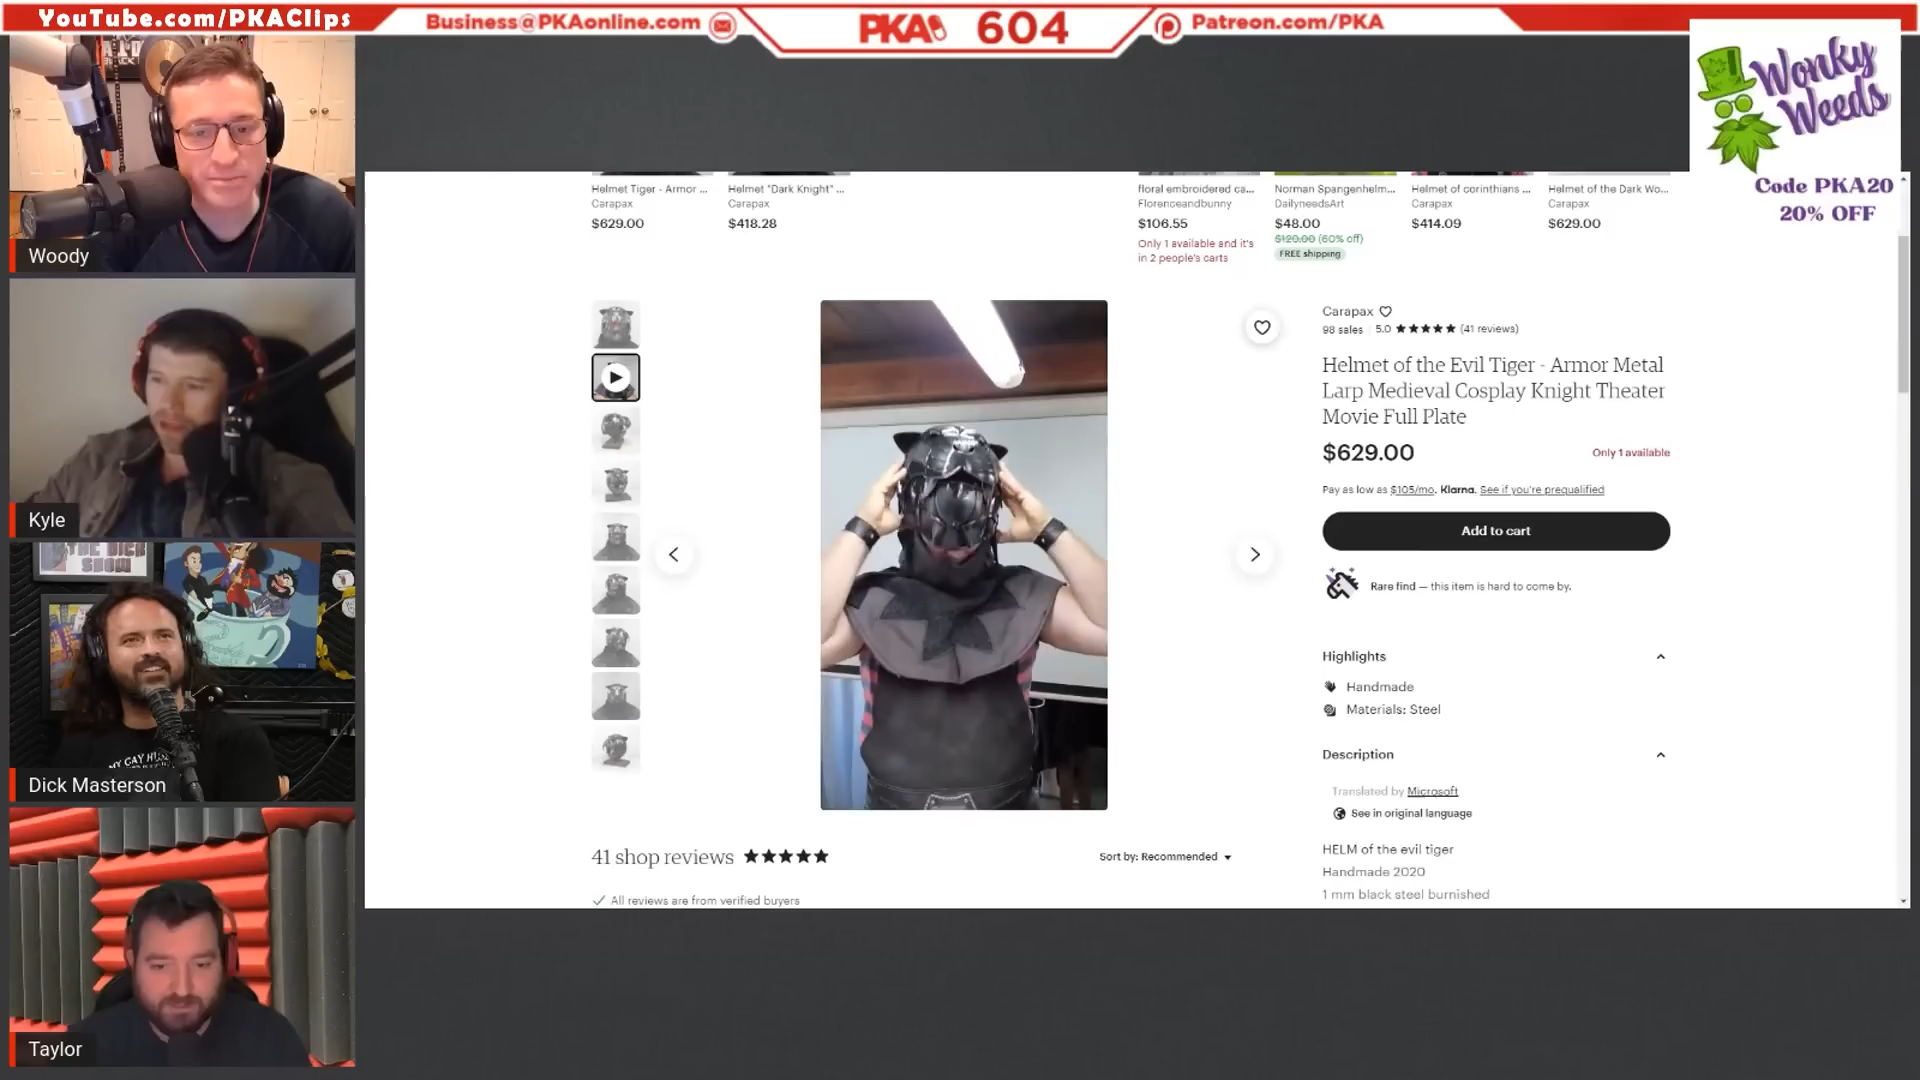 YouTube.com/PKAClips
Business@PKAonline.com
PKA 604
Patreon.com/PKA
Wonky
Weeds
Code PKA20
20% OFF
Woody
Kyle
THE DICK
SHOW
Dick Masterson
Taylor
Helmet Tiger - Armor ...
Carapax
$629.00
Helmet "Dark Knight" ...
Carapax
$418.28
floral embroidered ca...
Florenceandbunny
$106.55
Only 1 available and it's
in 2 people's carts
Norman Spangenhelm...
DailyneedsArt
$48.00
$120.00 (60% off)
FREE shipping
Helmet of corinthians ...
Carapax
$414.09
Helmet of the Dark Wo...
Carapax
$629.00
Carapax
98 sales | 5.0 ★★★★★ (41 reviews)
Helmet of the Evil Tiger - Armor Metal
Larp Medieval Cosplay Knight Theater
Movie Full Plate
$629.00
Only 1 available
Pay as low as $105/mo. Klarna. See if you're prequalified
Add to cart
Rare find — this item is hard to come by.
Highlights
Handmade
Materials: Steel
Description
Translated by Microsoft
See in original language
HELM of the evil tiger
Handmade 2020
1 mm black steel burnished
41 shop reviews ★★★★★
Sort by: Recommended
All reviews are from verified buyers